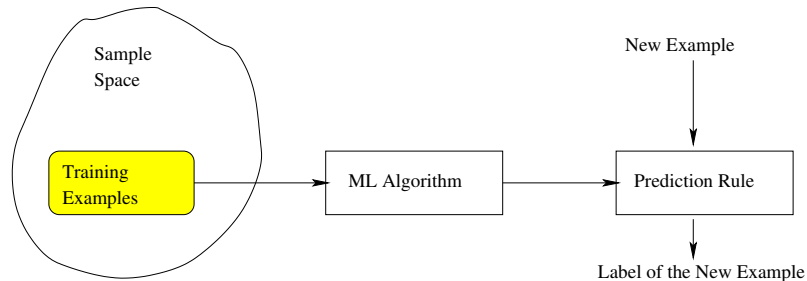 Sample
Space
Training
Examples
ML Algorithm
New Example
Prediction Rule
Label of the New Example